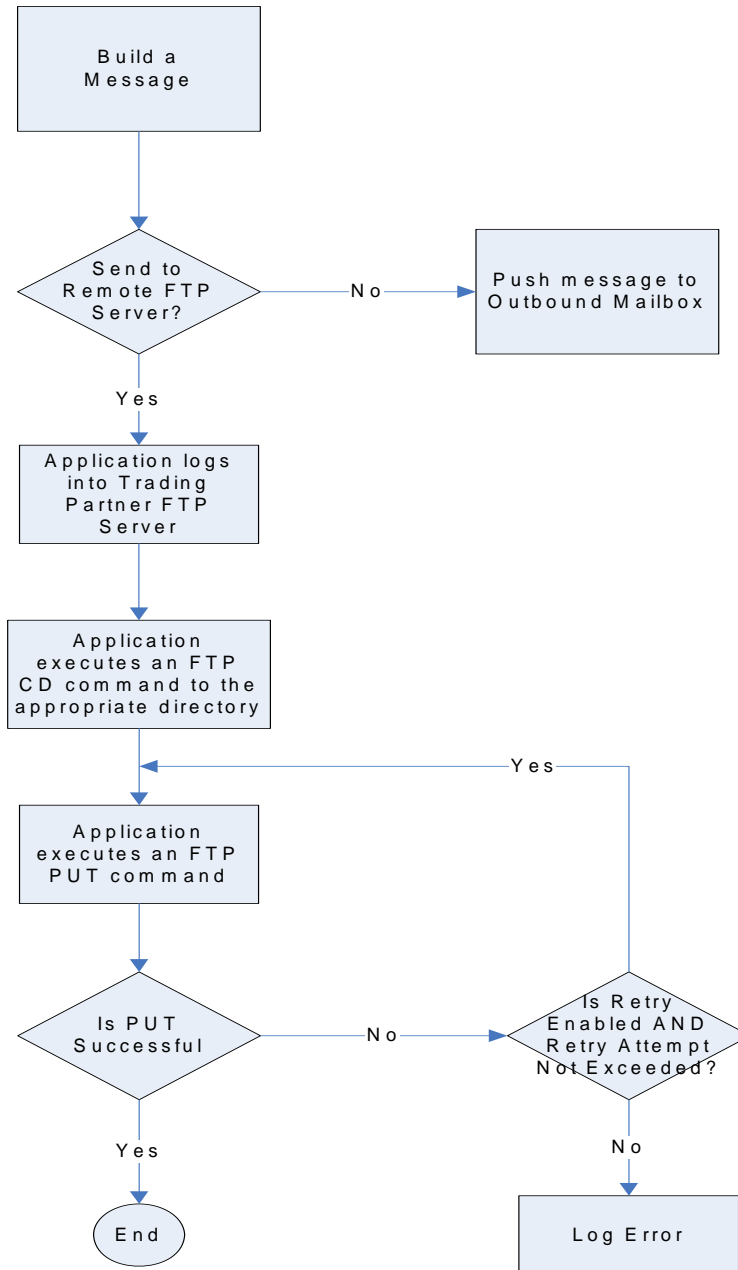 Build a
Message
Send to
Remote FTP
Server?
No
Push message to
Outbound Mailbox
Yes
Application logs
into Trading
Partner FTP
Server
Application
executes an FTP
CD command to the
appropriate directory
Yes
Application
executes an FTP
PUT command
Is PUT
Successful
No
Is Retry
Enabled AND
Retry Attempt
Not Exceeded?
Yes
No
End
Log Error